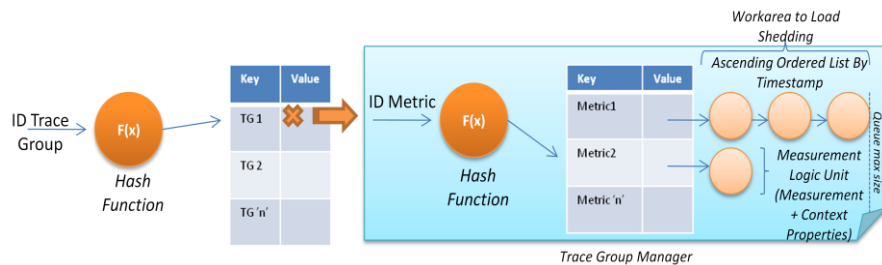 Workarea to Load
Shedding
Ascending Ordered List By
Timestamp
Key Value
TG 1
TG 2
TG 'n'
ID Trace
Group
F(x)
Hash
Function
ID Metric
F(x)
Hash
Function
Key Value
Metric1
Metric2
Metric 'n'
Queue max size
Measurement
Logic Unit
(Measurement
+ Context
Properties)
Trace Group Manager